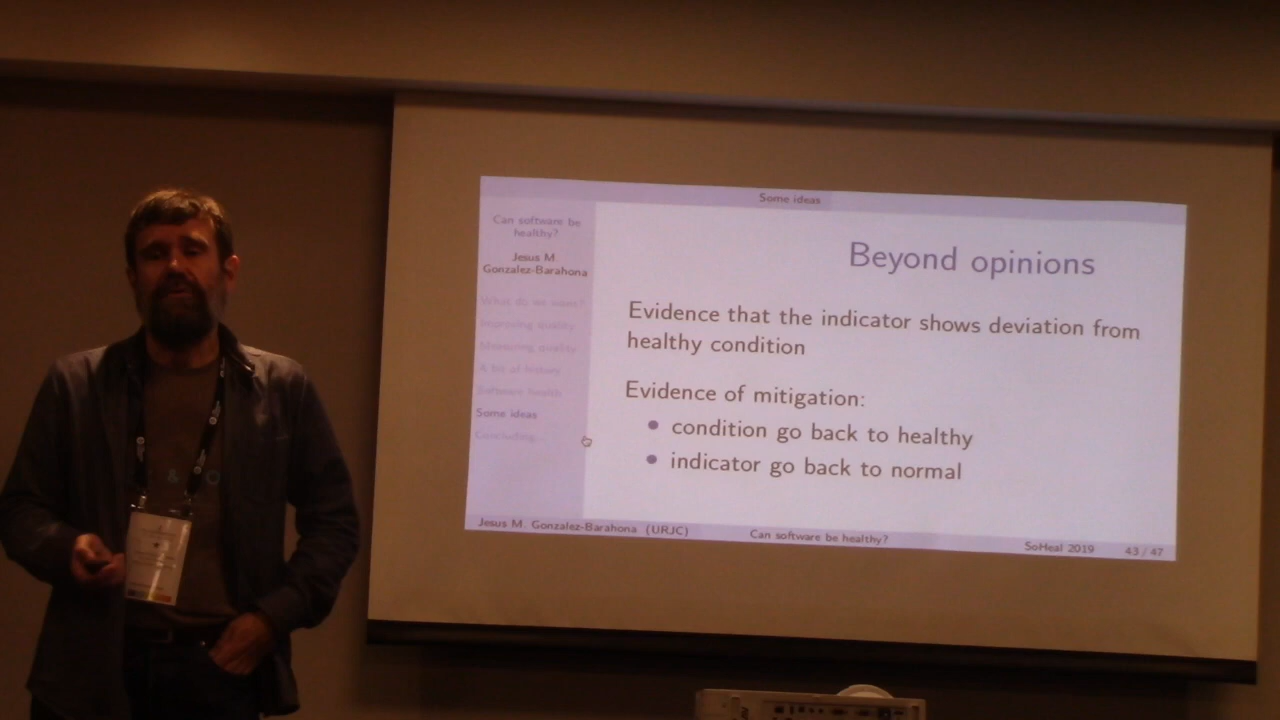 Some ideas
Can software be
healthy?
Jesus M.
Gonzalez-Barahona
What do we want?
Improving quality
Measuring quality
A bit of history
Software health
Some ideas
Concluding...
Beyond opinions
Evidence that the indicator shows deviation from
healthy condition
Evidence of mitigation:
• condition go back to healthy
• indicator go back to normal
Jesus M. Gonzalez-Barahona (URJC)
Can software be healthy?
SoHeal 2019
43 / 47